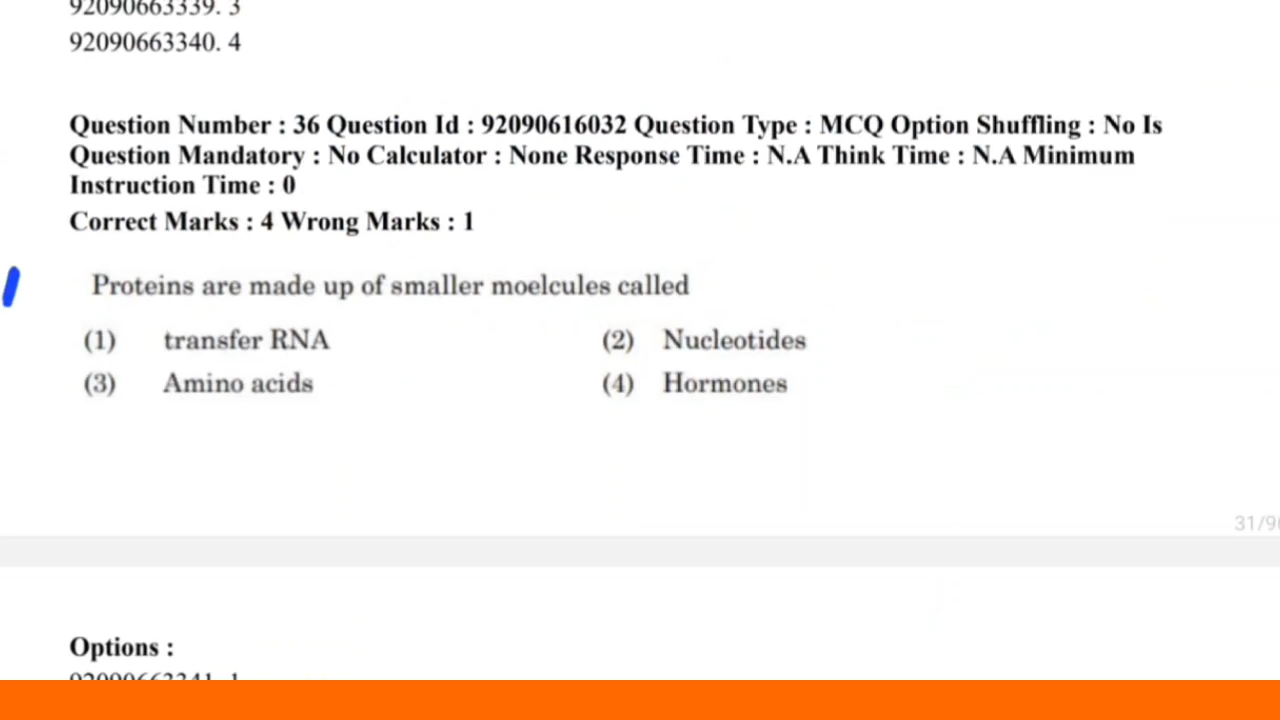 92090663339. 3
92090663340. 4
Question Number : 36 Question Id : 92090616032 Question Type : MCQ Option Shuffling : No Is
Question Mandatory : No Calculator : None Response Time : N.A Think Time : N.A Minimum
Instruction Time : 0
Correct Marks : 4 Wrong Marks : 1
Proteins are made up of smaller moelcules called
(1) transfer RNA (2) Nucleotides
(3) Amino acids (4) Hormones
Options :